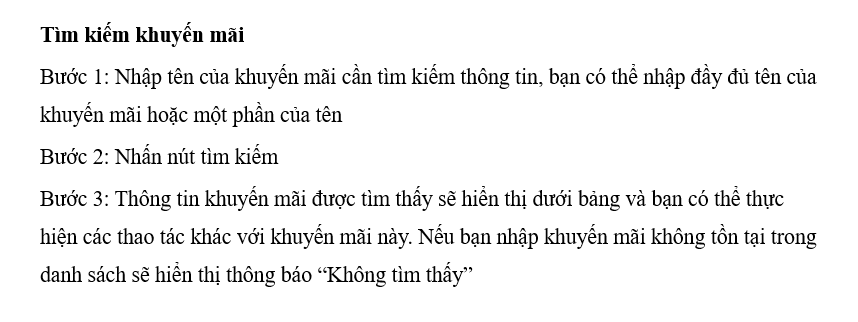 Tìm kiếm khuyến mãi
Bước 1: Nhập tên của khuyến mãi cần tìm kiếm thông tin, bạn có thể nhập đầy đủ tên của
khuyến mãi hoặc một phần của tên
Bước 2: Nhấn nút tìm kiếm
Bước 3: Thông tin khuyến mãi được tìm thấy sẽ hiển thị dưới bảng và bạn có thể thực
hiện các thao tác khác với khuyến mãi này. Nếu bạn nhập khuyến mãi không tồn tại trong
danh sách sẽ hiển thị thông báo “Không tìm thấy”